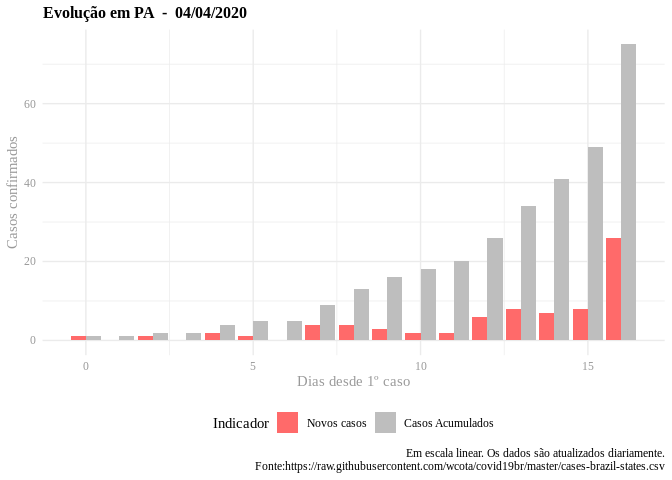 Evolução em PA - 04/04/2020
Casos confirmados
60
40
20
0
0 5 10 15
Dias desde 1º caso
Indicador Novos casos Casos Acumulados
Em escala linear. Os dados são atualizados diariamente.
Fonte:https://raw.githubusercontent.com/wcota/covid19br/master/cases-brazil-states.csv